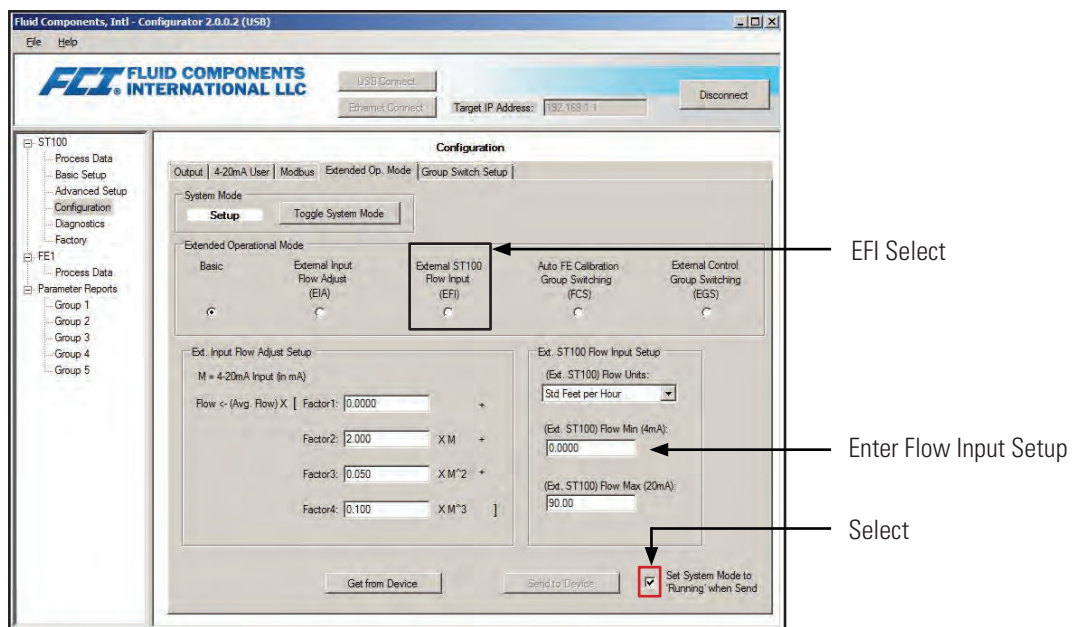 Fluid Components, Intl - Configurator 2.0.0.2 (USB)
File Help
FCI® FLUID COMPONENTS
INTERNATIONAL LLC
USB Connect
Ethernet Connect
Target IP Address: 192.168.1.1
Disconnect
ST100
Process Data
Basic Setup
Advanced Setup
Configuration
Diagnostics
Factory
FE1
Process Data
Parameter Reports
Group 1
Group 2
Group 3
Group 4
Group 5
Configuration
Output 4-20mA User Modbus Extended Op. Mode Group Switch Setup
System Mode
Setup Toggle System Mode
Extended Operational Mode
Basic
External Input
Flow Adjust
(EIA)
External ST100
Flow Input
(EFI)
Auto FE Calibration
Group Switching
(FCS)
External Control
Group Switching
(EGS)
EFI Select
Ext. Input Flow Adjust Setup
M = 4-20mA Input (in mA)
Flow <- (Avg. Flow) X [ Factor1: 0.0000 +
Factor2: 2.000 X M +
Factor3: 0.050 X M^2 +
Factor4: 0.100 X M^3 ]
Ext. ST100 Flow Input Setup
(Ext. ST100) Flow Units:
Std Feet per Hour
(Ext. ST100) Flow Min (4mA):
0.0000
(Ext. ST100) Flow Max (20mA):
90.00
Enter Flow Input Setup
Select
Get from Device
Send to Device
Set System Mode to
'Running' when Send